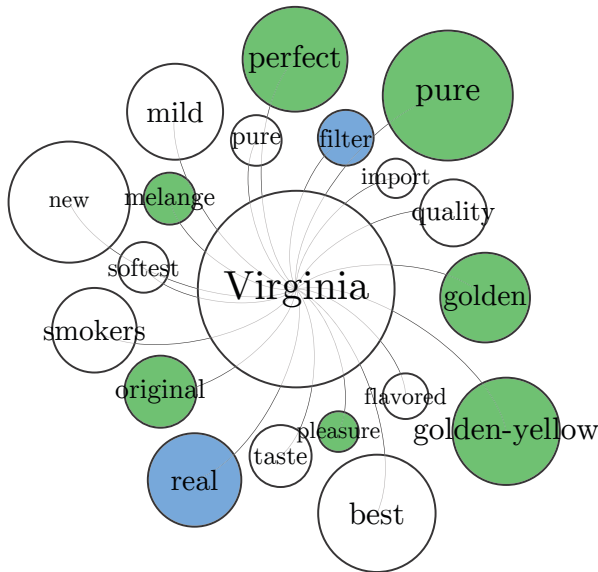 perfect
pure
mild
pure
filter
import
new
melange
quality
softest
Virginia
golden
smokers
original
flavored
golden-yellow
pleasure
taste
real
best